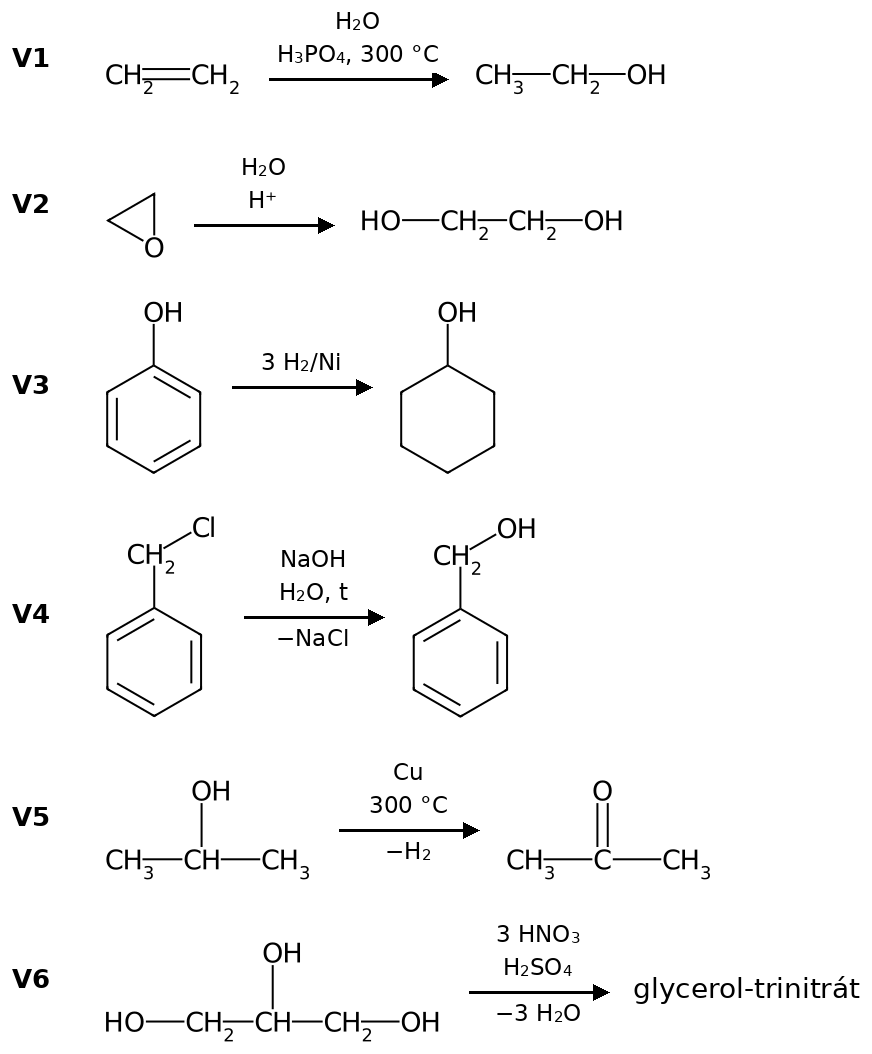 H₂O
V1
H₃PO₄, 300 °C
CH₂ CH₂ CH₃ CH₂ OH
H₂O
V2
H⁺
O
HO CH₂ CH₂ OH
OH OH
V3
3 H₂/Ni
Cl OH
CH₂ CH₂
NaOH
H₂O, t
V4
−NaCl
Cu
OH O
300 °C
V5
−H₂
CH₃ CH CH₃ CH₃ C CH₃
3 HNO₃
OH
H₂SO₄
V6
glycerol-trinitrát
−3 H₂O
HO CH₂ CH CH₂ OH